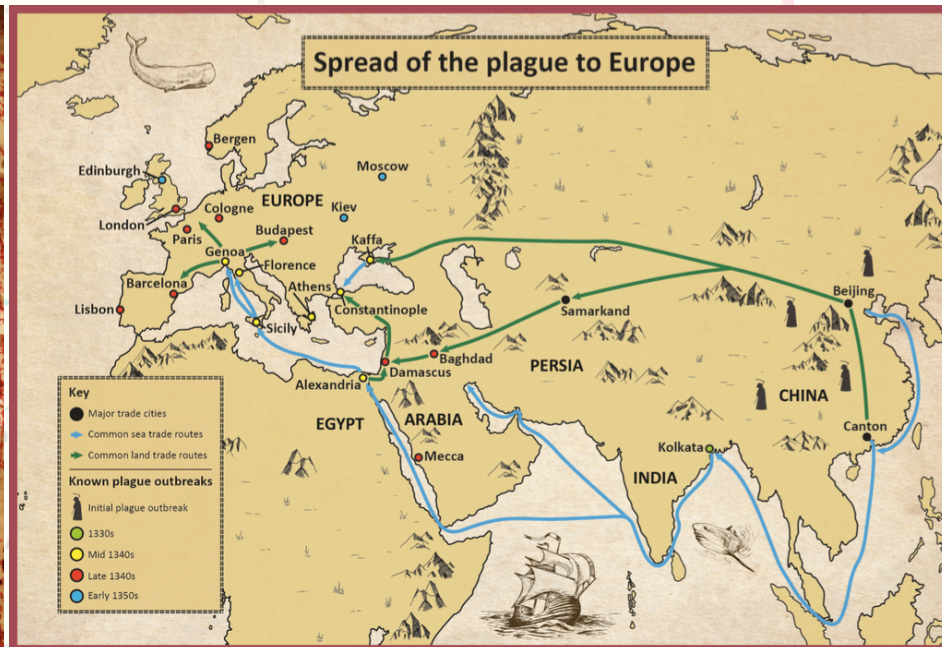 Spread of the plague to Europe
Bergen
Edinburgh
Moscow
London
Cologne
EUROPE
Kiev
Paris
Budapest
Genoa
Kaffa
Florence
Barcelona
Athens
Beijing
Lisbon
Sicily
Constantinople
Samarkand
Baghdad
Damascus
PERSIA
Alexandria
CHINA
EGYPT
ARABIA
Canton
Mecca
Kolkata
INDIA
Key
Major trade cities
Common sea trade routes
Common land trade routes
Known plague outbreaks
Initial plague outbreak
1330s
Mid 1340s
Late 1340s
Early 1350s